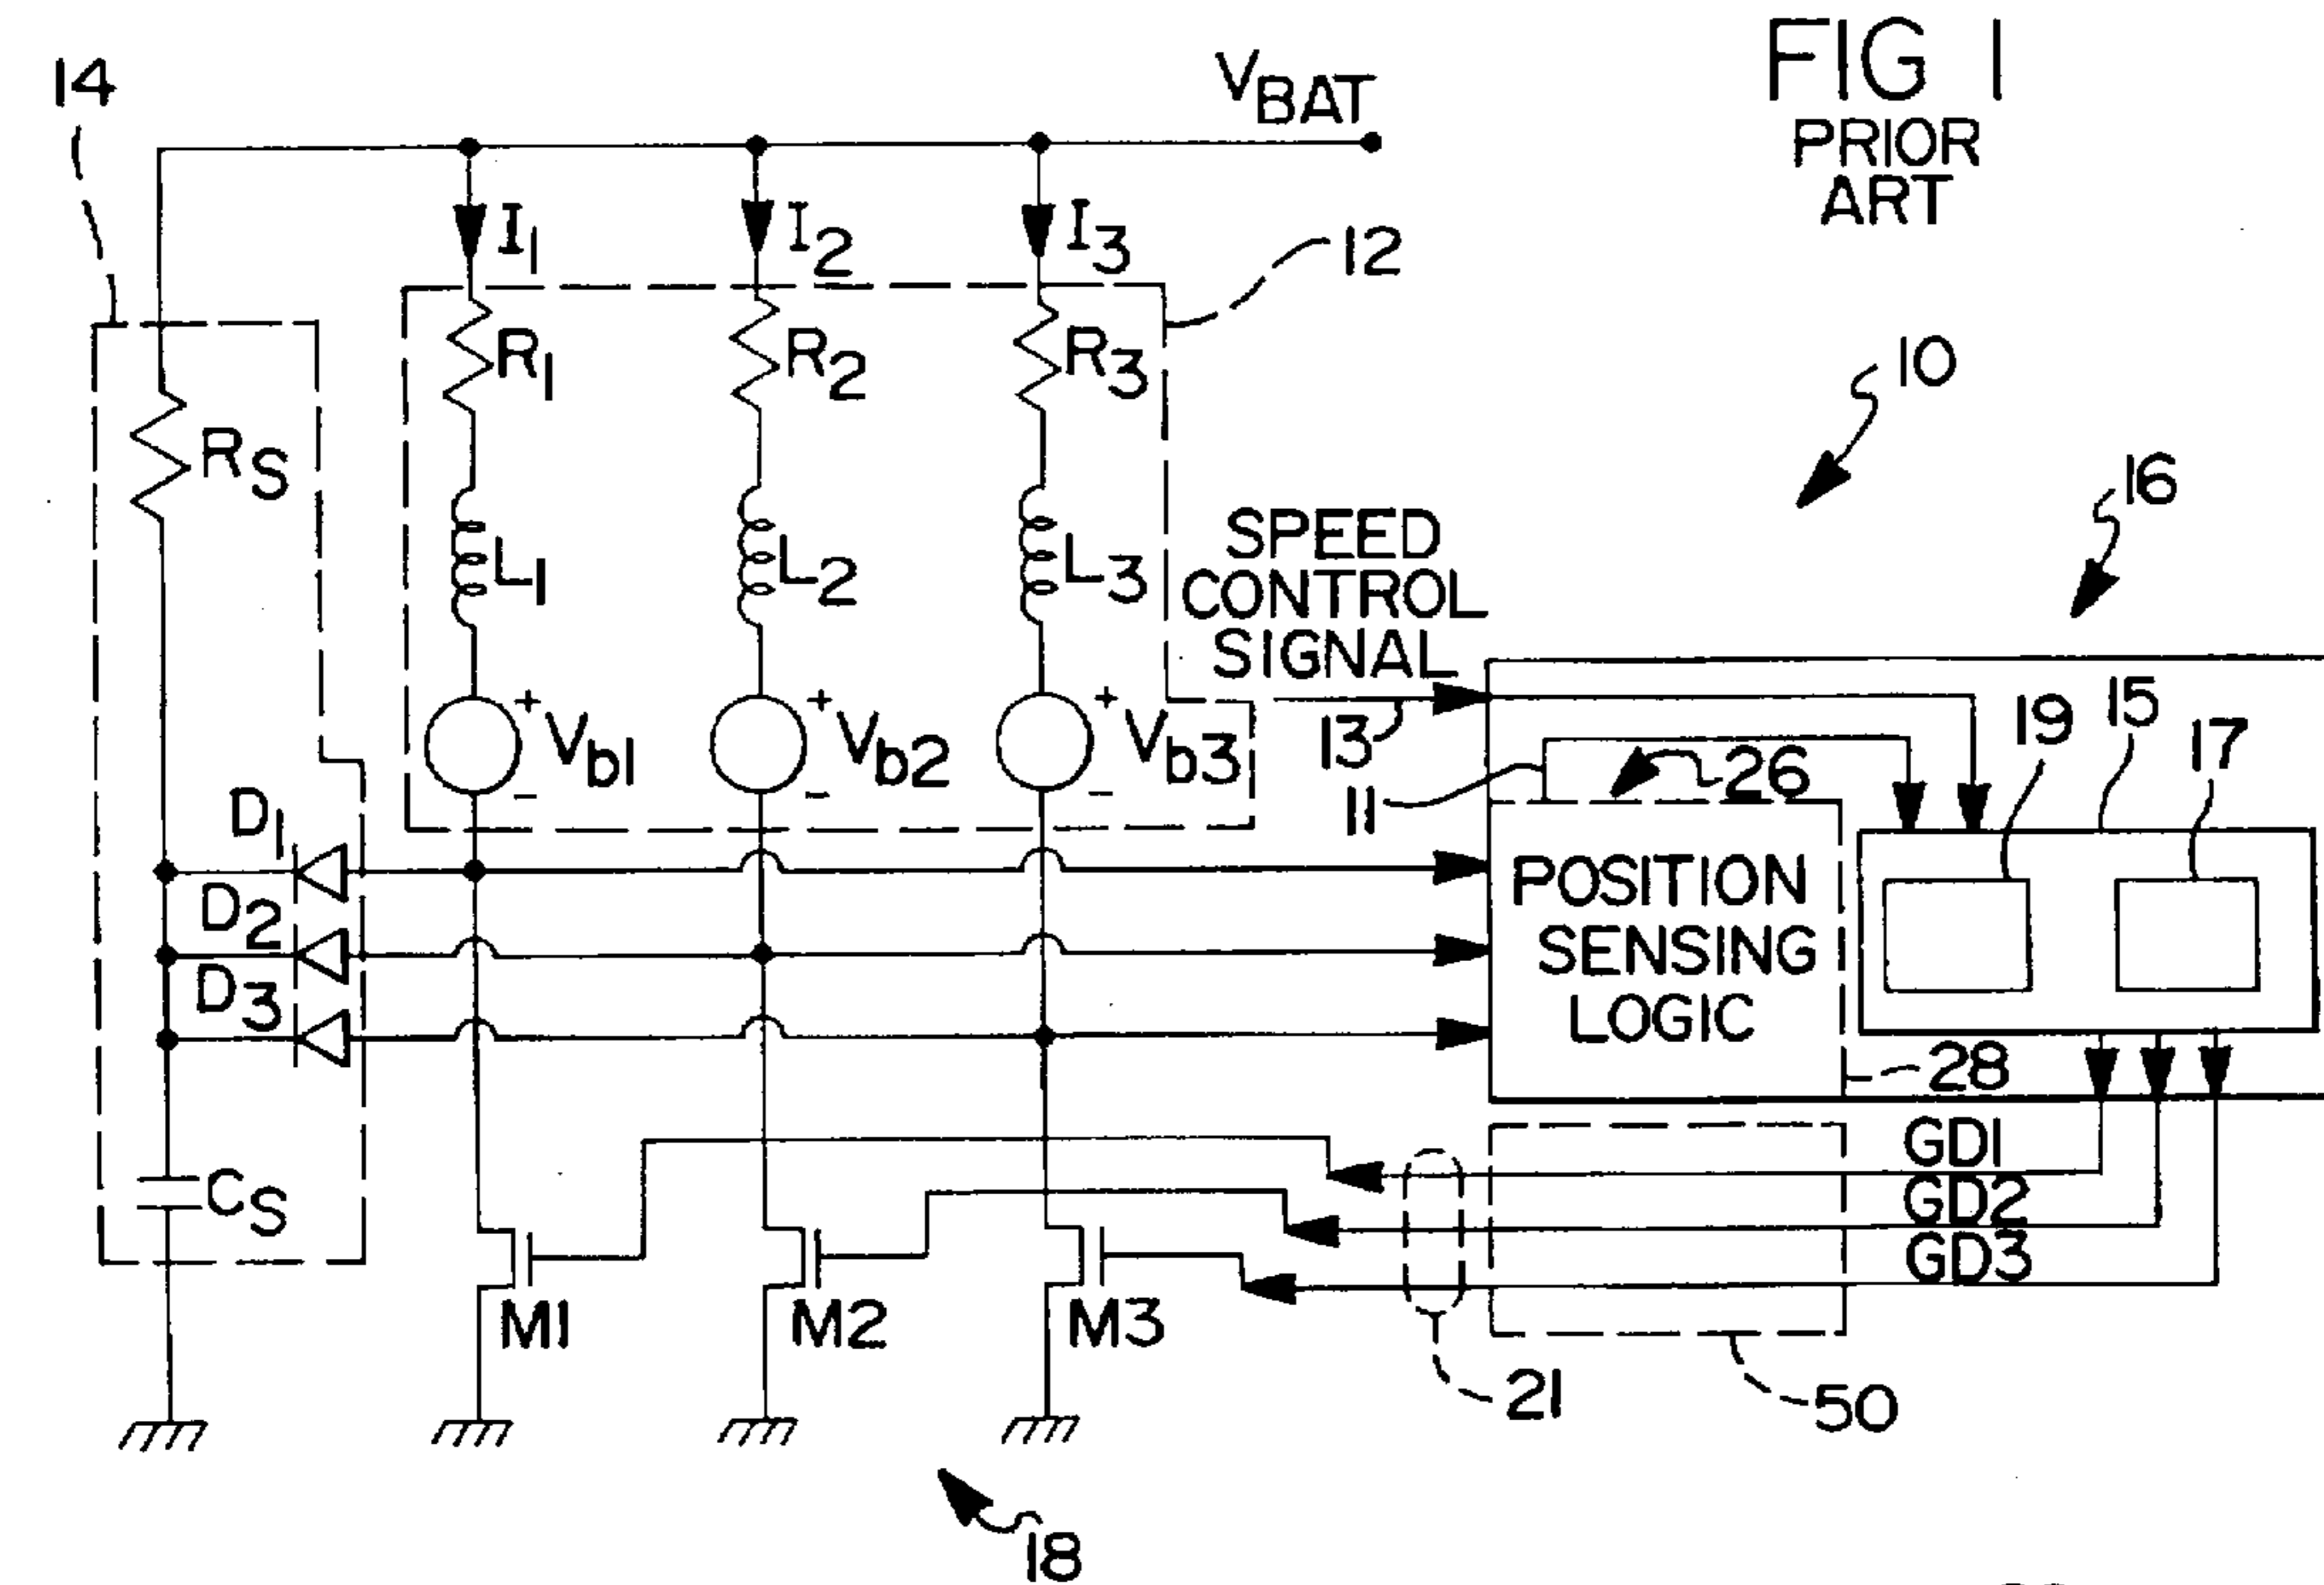 FIG 1
PRIOR
ART
14
VBAT
I1
I2
I3
12
R1
R2
R3
10
RS
16
L1
L2
L3
SPEED
CONTROL
SIGNAL
+
Vb1
-
+
Vb2
-
+
Vb3
-
13
19
15
17
11
26
D1
D2
D3
POSITION
SENSING
LOGIC
28
CS
GD1
GD2
GD3
M1
M2
M3
21
50
18